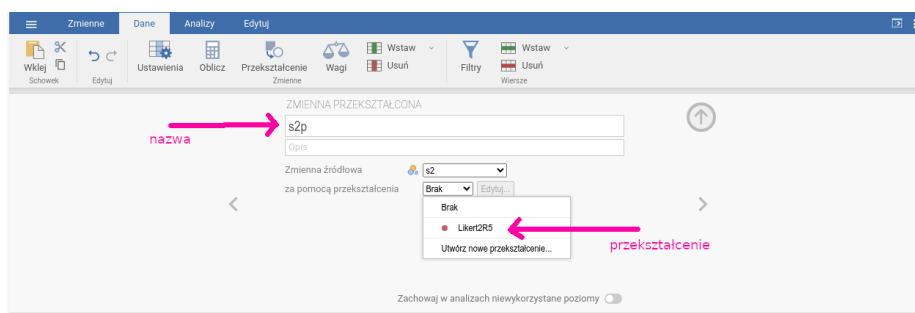 Zmienne Dane Analizy Edytuj
Wklej Ustawienia Oblicz Przekształcenie Wagi Wstaw Usuń Filtry Wstaw Usuń
Schowek Edytuj Zmienne Wiersze
ZMIENNA PRZEKSZTAŁCONA
s2p
nazwa
Opis
Zmienna źródłowa s2
za pomocą przekształcenia Brak Edytuj...
Brak
Likert2R5
przekształcenie
Utwórz nowe przekształcenie...
Zachowaj w analizach niewykorzystane poziomy